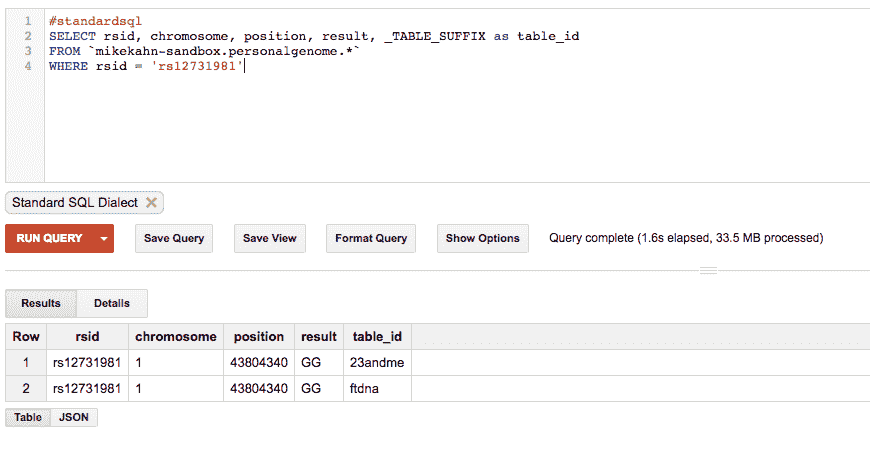 1 #standardsql
2 SELECT rsid, chromosome, position, result, _TABLE_SUFFIX as table_id
3 FROM `mikekahn-sandbox.personalgenome.*`
4 WHERE rsid = 'rs12731981'
Standard SQL Dialect
RUN QUERY Save Query Save View Format Query Show Options Query complete (1.6s elapsed, 33.5 MB processed)
Results Details
Row rsid chromosome position result table_id
1 rs12731981 1 43804340 GG 23andme
2 rs12731981 1 43804340 GG ftdna
Table JSON